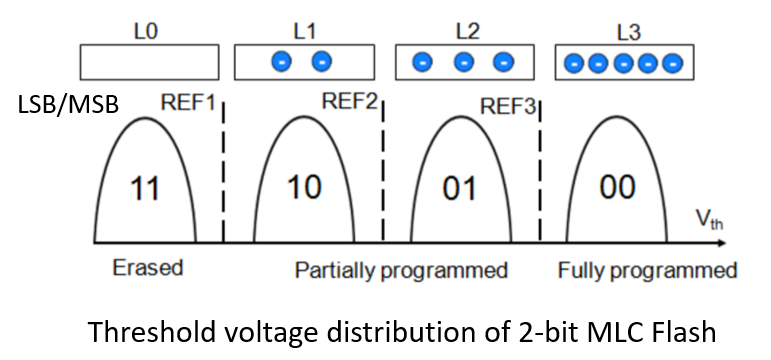 L0 L1 L2 L3
LSB/MSB REF1 REF2 REF3
11 10 01 00
Vth
Erased Partially programmed Fully programmed
Threshold voltage distribution of 2-bit MLC Flash